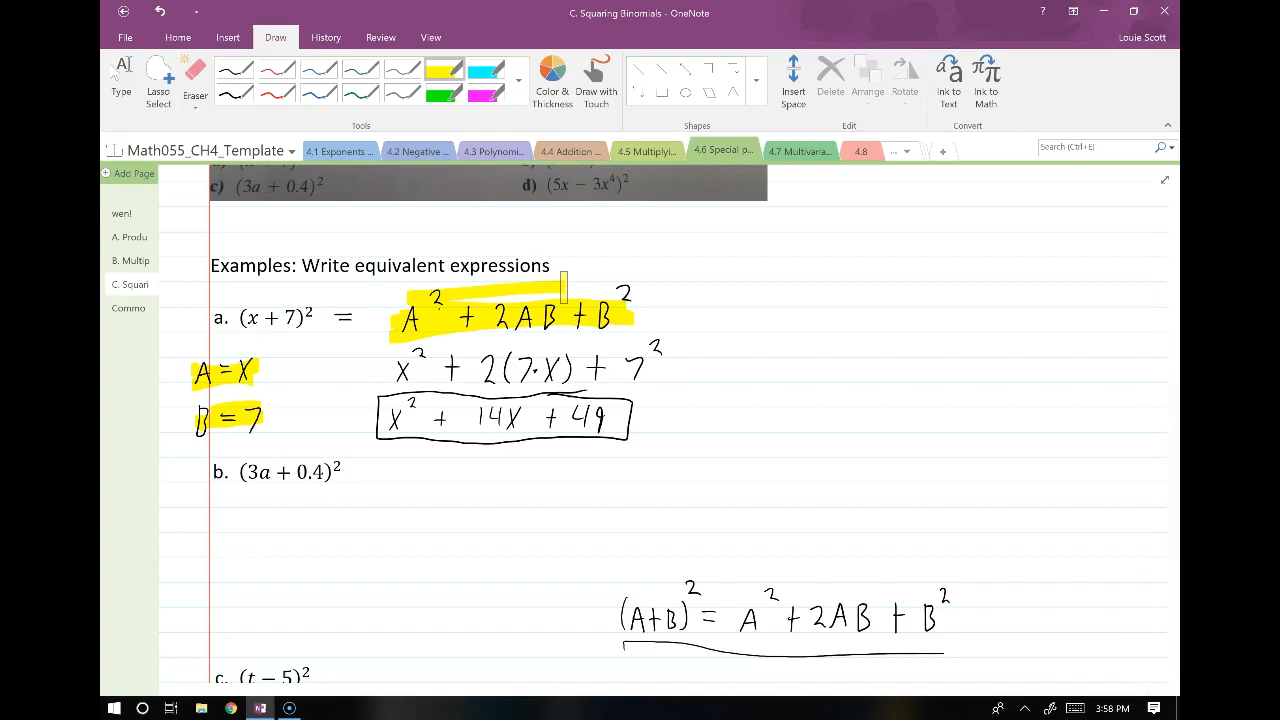 C. Squaring Binomials - OneNote
?
File Home Insert Draw History Review View
Louie Scott
Type
Lasso Select
Eraser
Color & Thickness
Draw with Touch
Insert Space
Delete
Arrange
Rotate
Ink to Text
Ink to Math
Tools
Shapes
Edit
Convert
Math055_CH4_Template
4.1 Exponents ...
4.2 Negative ...
4.3 Polynomi...
4.4 Addition ...
4.5 Multiplyi...
4.6 Special p...
4.7 Multivaria...
4.8
...
Search (Ctrl+E)
Add Page
wen!
A. Produ
B. Multip
C. Squari
Commo
c) (3a + 0.4)²
d) (5x − 3x⁴)²
Examples: Write equivalent expressions
a. (x + 7)² = A² + 2AB + B²
A = X
x² + 2(7·X) + 7²
B = 7
x² + 14x + 49
b. (3a + 0.4)²
(A+B)² = A² + 2AB + B²
c. (t − 5)²
3:58 PM